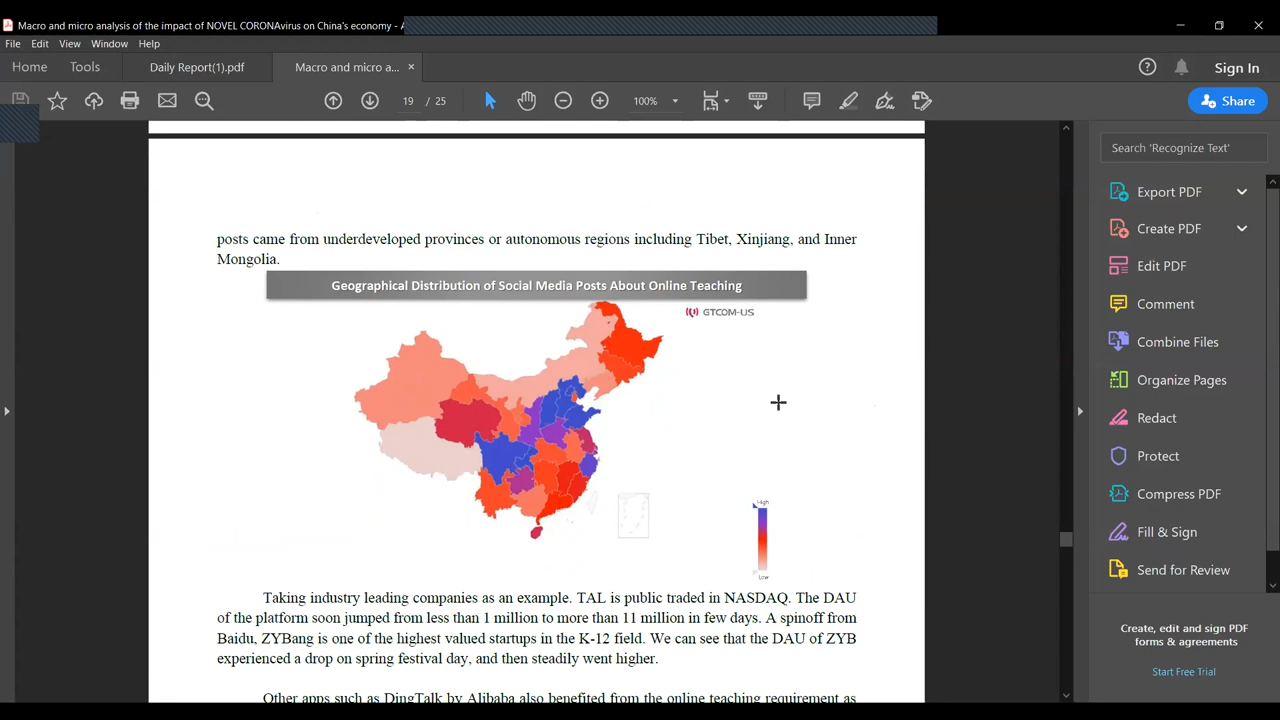 Macro and micro analysis of the impact of NOVEL CORONAvirus on China's economy - A
File Edit View Window Help
Home Tools Daily Report(1).pdf Macro and micro a... ×
Sign In
19 / 25 100%
Share
Search 'Recognize Text'
Export PDF
Create PDF
Edit PDF
Comment
Combine Files
Organize Pages
Redact
Protect
Compress PDF
Fill & Sign
Send for Review
Create, edit and sign PDF
forms & agreements
Start Free Trial
posts came from underdeveloped provinces or autonomous regions including Tibet, Xinjiang, and Inner
Mongolia.
Geographical Distribution of Social Media Posts About Online Teaching
GTCOM-US
High
Low
Taking industry leading companies as an example. TAL is public traded in NASDAQ. The DAU
of the platform soon jumped from less than 1 million to more than 11 million in few days. A spinoff from
Baidu, ZYBang is one of the highest valued startups in the K-12 field. We can see that the DAU of ZYB
experienced a drop on spring festival day, and then steadily went higher.
Other apps such as DingTalk by Alibaba also benefited from the online teaching requirement as